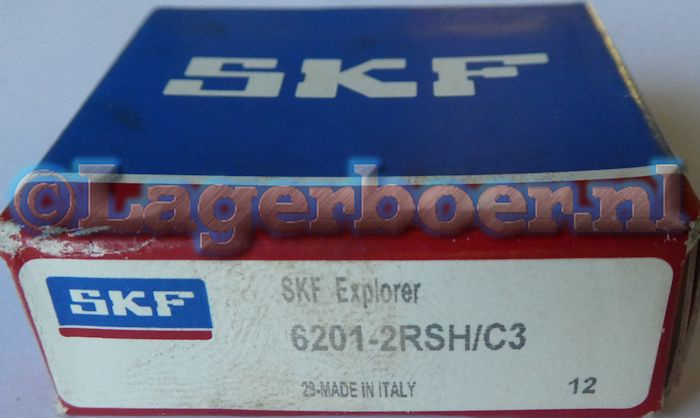 SKF
©Lagerboer.nl
SKF
SKF Explorer
6201-2RSH/C3
29-MADE IN ITALY
12